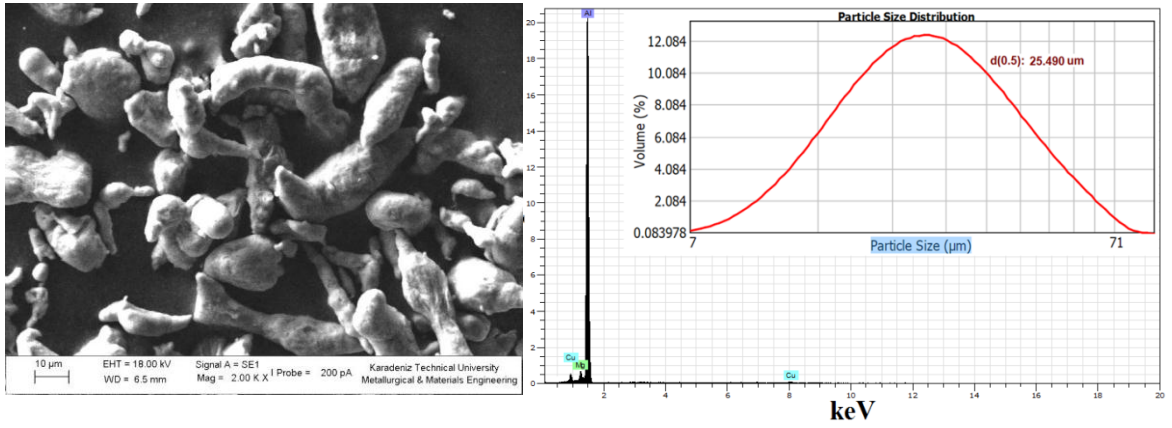 10 µm
EHT = 18.00 kV
WD = 6.5 mm
Signal A = SE1
Mag = 2.00 K X
I Probe = 200 pA
Karadeniz Technical University
Metallurgical & Materials Engineering
Al
Cu
Mg
Cu
20
18
16
14
12
10
8
6
4
2
0
2
4
6
8
10
12
14
16
18
20
keV
Particle Size Distribution
d(0.5): 25.490 um
Volume (%)
12.084
10.084
8.084
6.084
4.084
2.084
0.083978
7
71
Particle Size (µm)